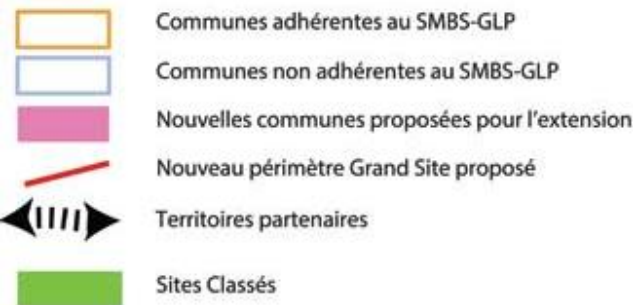 Communes adhérentes au SMBS-GLP
Communes non adhérentes au SMBS-GLP
Nouvelles communes proposées pour l'extension
Nouveau périmètre Grand Site proposé
Territoires partenaires
Sites Classés